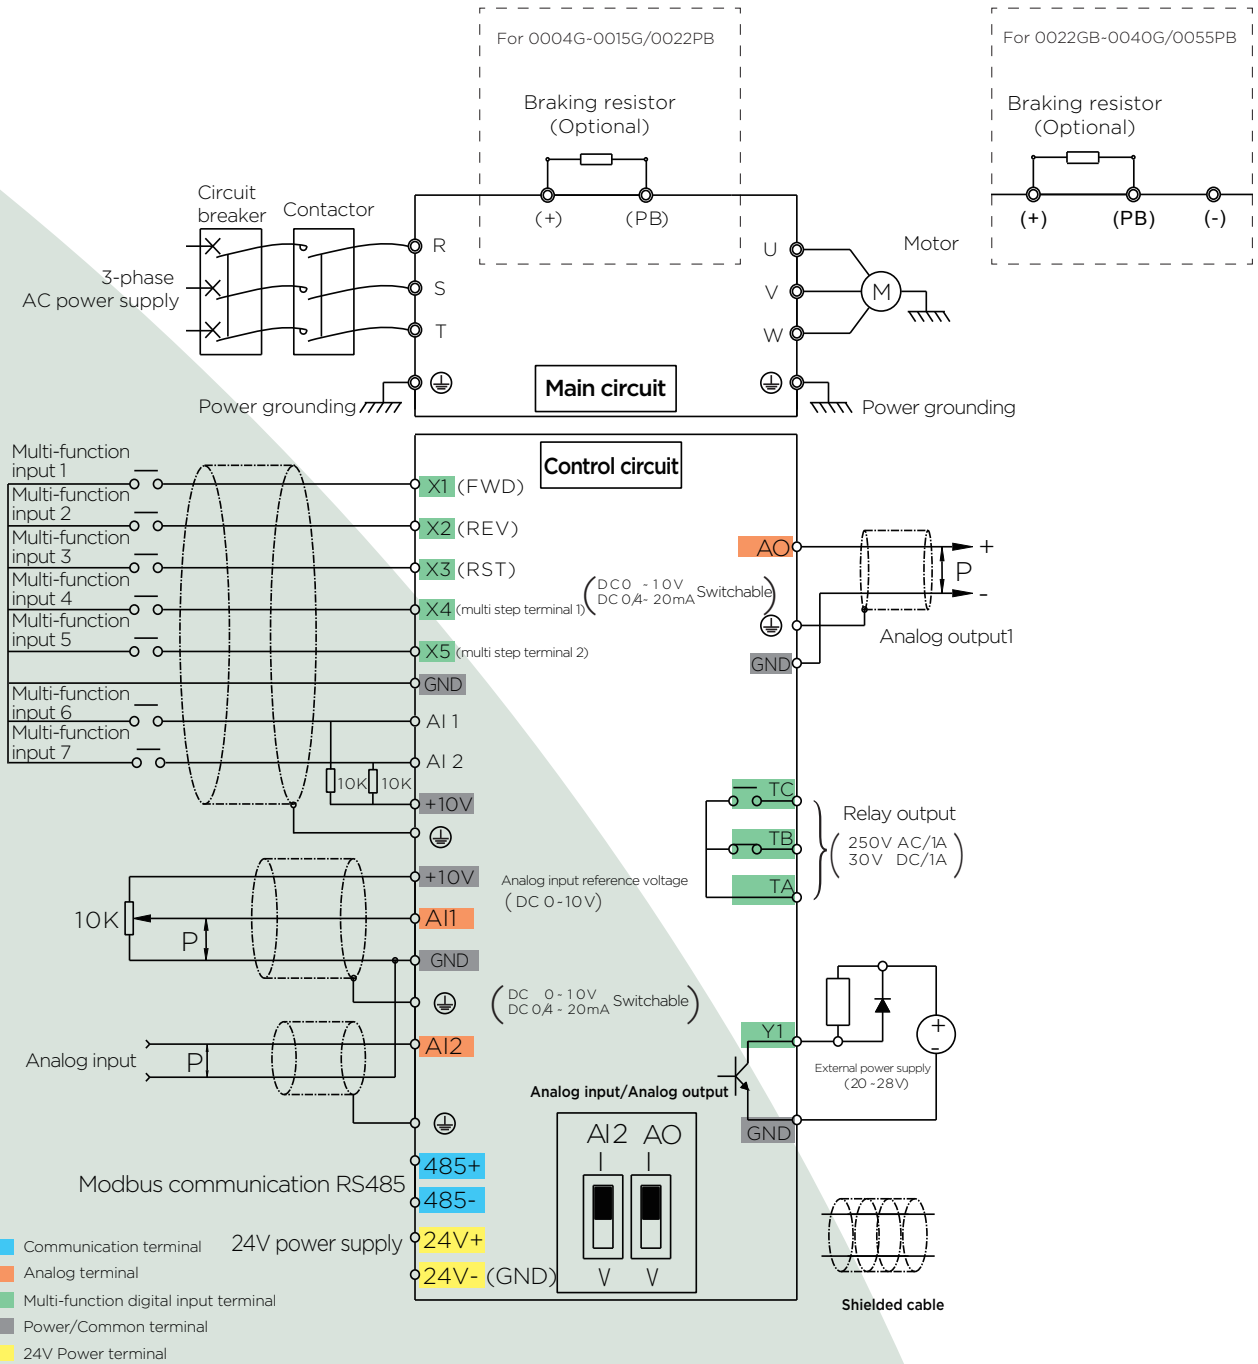 For 0004G~0015G/0022PB
Braking resistor
(Optional)
(+)
(PB)
For 0022GB~0040G/0055PB
Braking resistor
(Optional)
(+)
(PB)
(-)
Circuit
breaker
Contactor
3-phase
AC power supply
R
S
T
U
V
W
Motor
M
Main circuit
Power grounding
Power grounding
Control circuit
Multi-function
input 1
Multi-function
input 2
Multi-function
input 3
Multi-function
input 4
Multi-function
input 5
Multi-function
input 6
Multi-function
input 7
X1 (FWD)
X2 (REV)
X3 (RST)
X4 (multi step terminal 1)
X5 (multi step terminal 2)
GND
AI 1
AI 2
10K
10K
+10V
AO
(DC 0 ~ 10V
DC 0/4~ 20mA Switchable)
GND
+
P
-
Analog output1
TC
TB
TA
Relay output
(250V AC/1A
30V DC/1A)
+10V
Analog input reference voltage
(DC 0~10V)
10K
P
AI1
GND
(DC 0~10V
DC 0/4 ~ 20mA Switchable)
Analog input
P
AI2
Y1
GND
+
-
External power supply
(20~28V)
Analog input/Analog output
AI2 AO
I I
V V
Modbus communication RS485
485+
485-
24V power supply
24V+
24V- (GND)
Shielded cable
Communication terminal
Analog terminal
Multi-function digital input terminal
Power/Common terminal
24V Power terminal